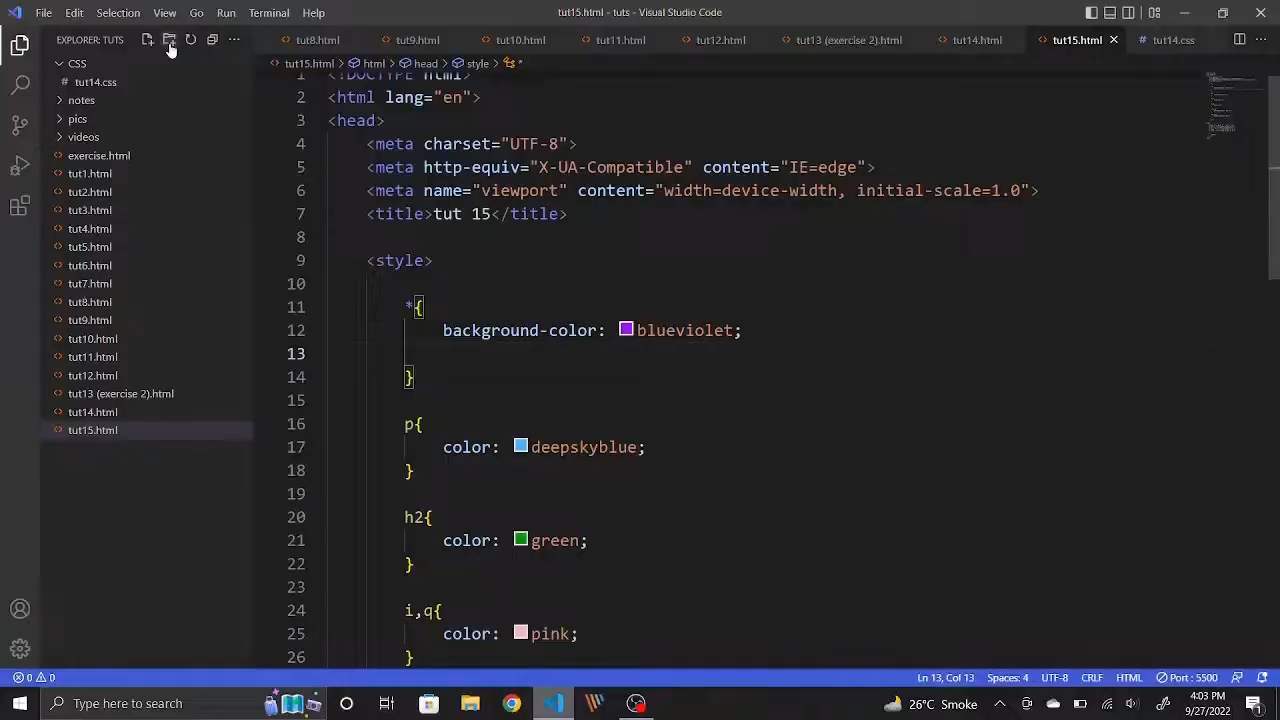 File Edit Selection View Go Run Terminal Help
tut15.html - tuts - Visual Studio Code
EXPLORER: TUTS
tut8.html tut9.html tut10.html tut11.html tut12.html tut13 (exercise 2).html tut14.html tut15.html tut14.css
tut15.html > html > head > style > *
CSS
tut14.css
notes
pics
videos
exercise.html
tut1.html
tut2.html
tut3.html
tut4.html
tut5.html
tut6.html
tut7.html
tut8.html
tut9.html
tut10.html
tut11.html
tut12.html
tut13 (exercise 2).html
tut14.html
tut15.html
1 <!DOCTYPE html>
2 <html lang="en">
3 <head>
4 <meta charset="UTF-8">
5 <meta http-equiv="X-UA-Compatible" content="IE=edge">
6 <meta name="viewport" content="width=device-width, initial-scale=1.0">
7 <title>tut 15</title>
8
9 <style>
10
11 *{
12 background-color: blueviolet;
13
14 }
15
16 p{
17 color: deepskyblue;
18 }
19
20 h2{
21 color: green;
22 }
23
24 i,q{
25 color: pink;
26 }
0 0 Ln 13, Col 13 Spaces: 4 UTF-8 CRLF HTML Port : 5500
Type here to search
26°C Smoke
4:03 PM
9/27/2022